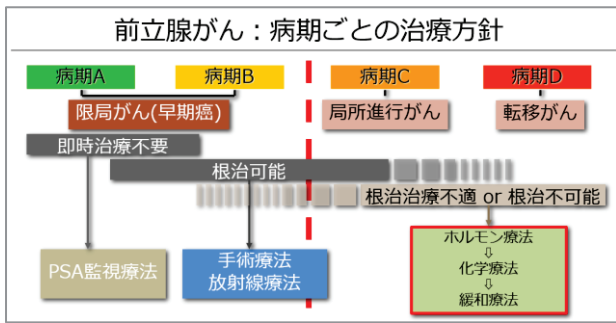 前立腺がん：病期ごとの治療方針
病期A
病期B
病期C
病期D
限局がん(早期癌)
局所進行がん
転移がん
即時治療不要
根治可能
根治治療不適 or 根治不可能
PSA監視療法
手術療法
放射線療法
ホルモン療法
⇩
化学療法
⇩
緩和療法